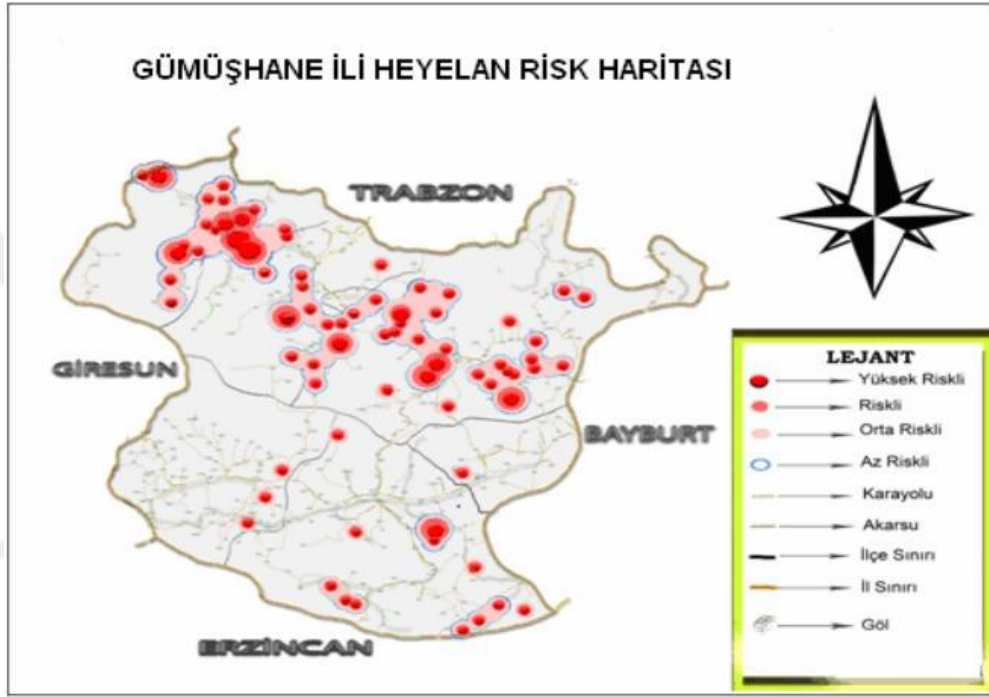 GÜMÜŞHANE İLİ HEYELAN RİSK HARİTASI
TRABZON
GİRESUN
BAYBURT
ERZİNCAN
LEJANT
Yüksek Riskli
Riskli
Orta Riskli
Az Riskli
Karayolu
Akarsu
İlçe Sınırı
İl Sınırı
Göl